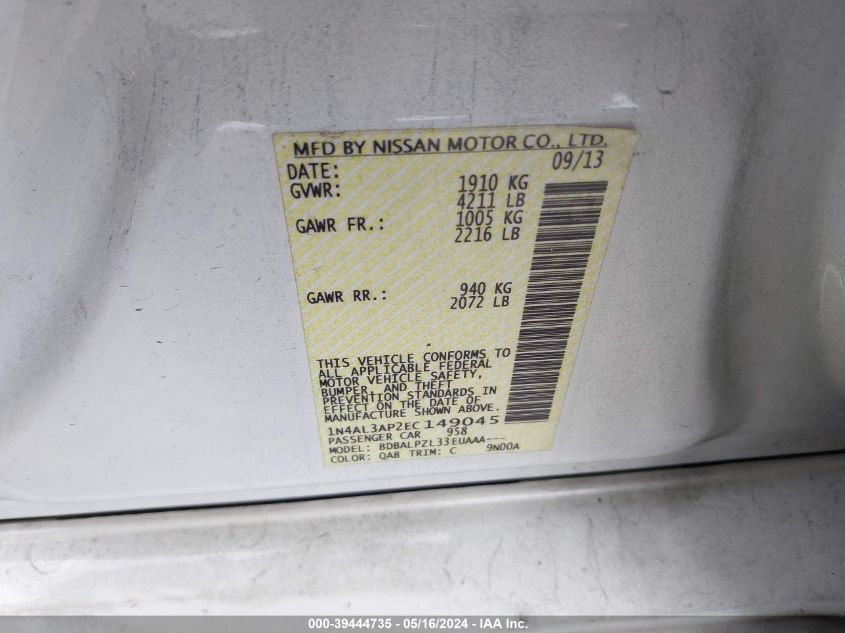 MFD BY NISSAN MOTOR CO., LTD.
DATE: 09/13
GVWR: 1910 KG
4211 LB
GAWR FR.: 1005 KG
2216 LB
GAWR RR.: 940 KG
2072 LB
THIS VEHICLE CONFORMS TO
ALL APPLICABLE FEDERAL
MOTOR VEHICLE SAFETY,
BUMPER, AND THEFT
PREVENTION STANDARDS IN
EFFECT ON THE DATE OF
MANUFACTURE SHOWN ABOVE.
1N4AL3AP2EC149045
PASSENGER CAR 958
MODEL: BDBALPZL33EUAAA---
COLOR: QAB TRIM: C 9N00A
000-39444735 - 05/16/2024 - IAA Inc.